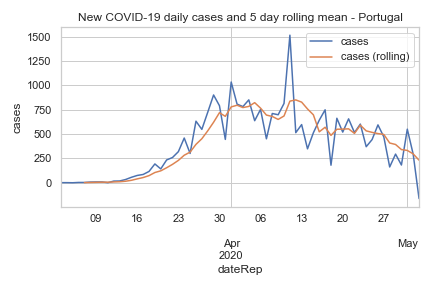 New COVID-19 daily cases and 5 day rolling mean - Portugal
cases
cases (rolling)
1500
1250
1000
750
500
250
0
cases
09
16
23
30
06
13
20
27
Apr
2020
May
dateRep